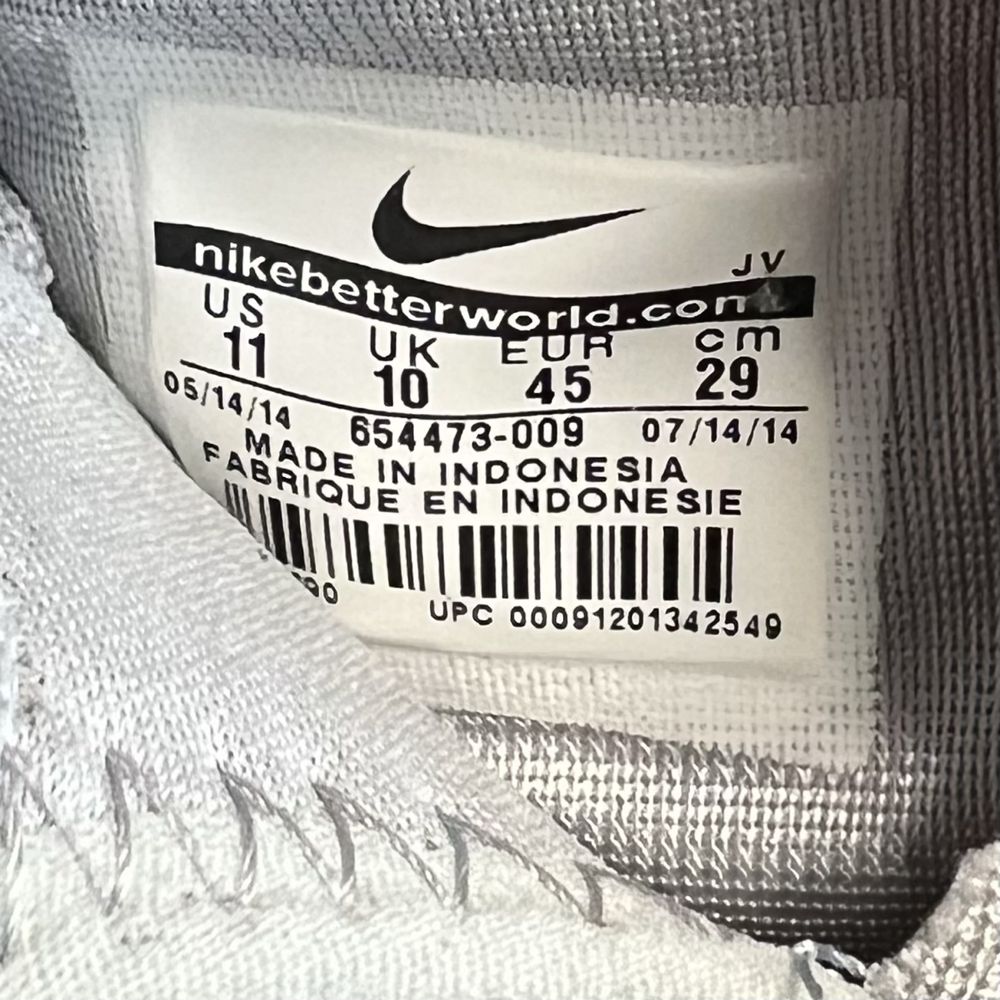 JV
nikebetterworld.com
US UK EUR cm
11 10 45 29
05/14/14 654473-009 07/14/14
MADE IN INDONESIA
FABRIQUE EN INDONESIE
90
UPC 00091201342549